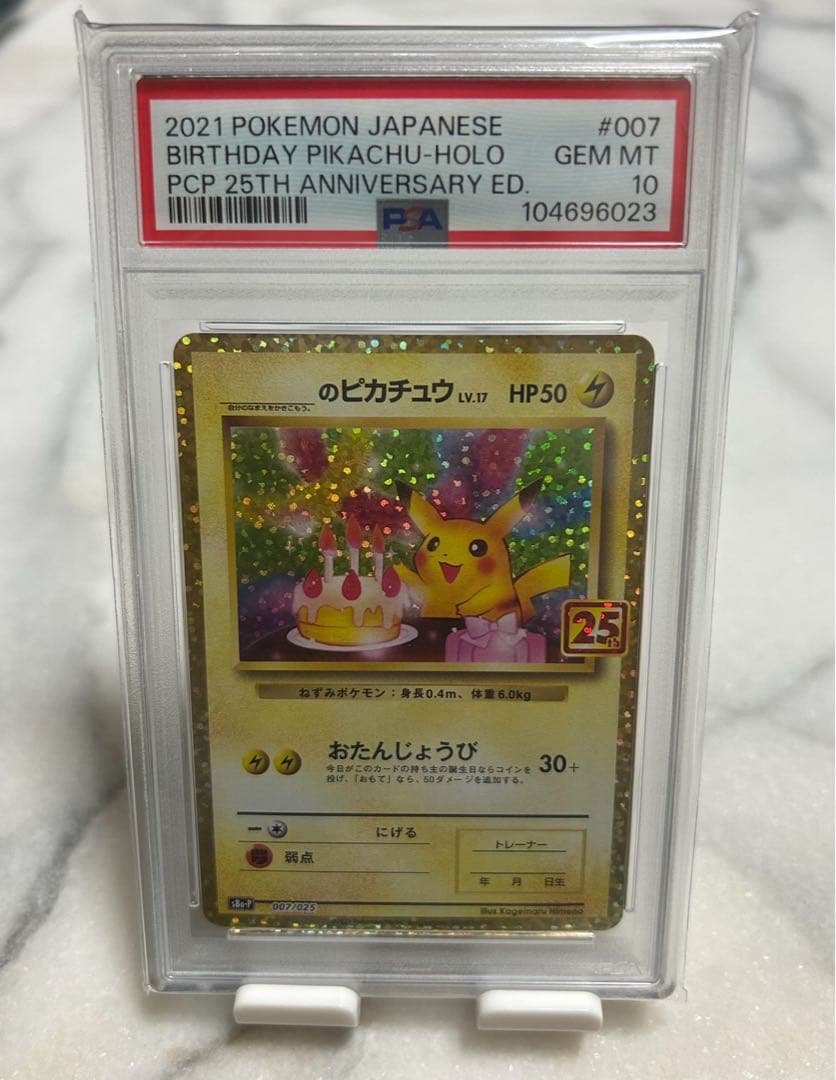 2021 POKEMON JAPANESE #007
BIRTHDAY PIKACHU-HOLO GEM MT
PCP 25TH ANNIVERSARY ED. 10
PSA 104696023
のピカチュウ LV.17 HP50
自分のなまえをかきこもう。
25th
ねずみポケモン：身長0.4m、体重6.0kg
おたんじょうび 30+
今日がこのカードの持ち主の誕生日ならコインを
投げ、「おもて」なら、50ダメージを追加する。
にげる
弱点
トレーナー
年 月 日生
s8a-P 007/025
illus. Kagemaru Himeno